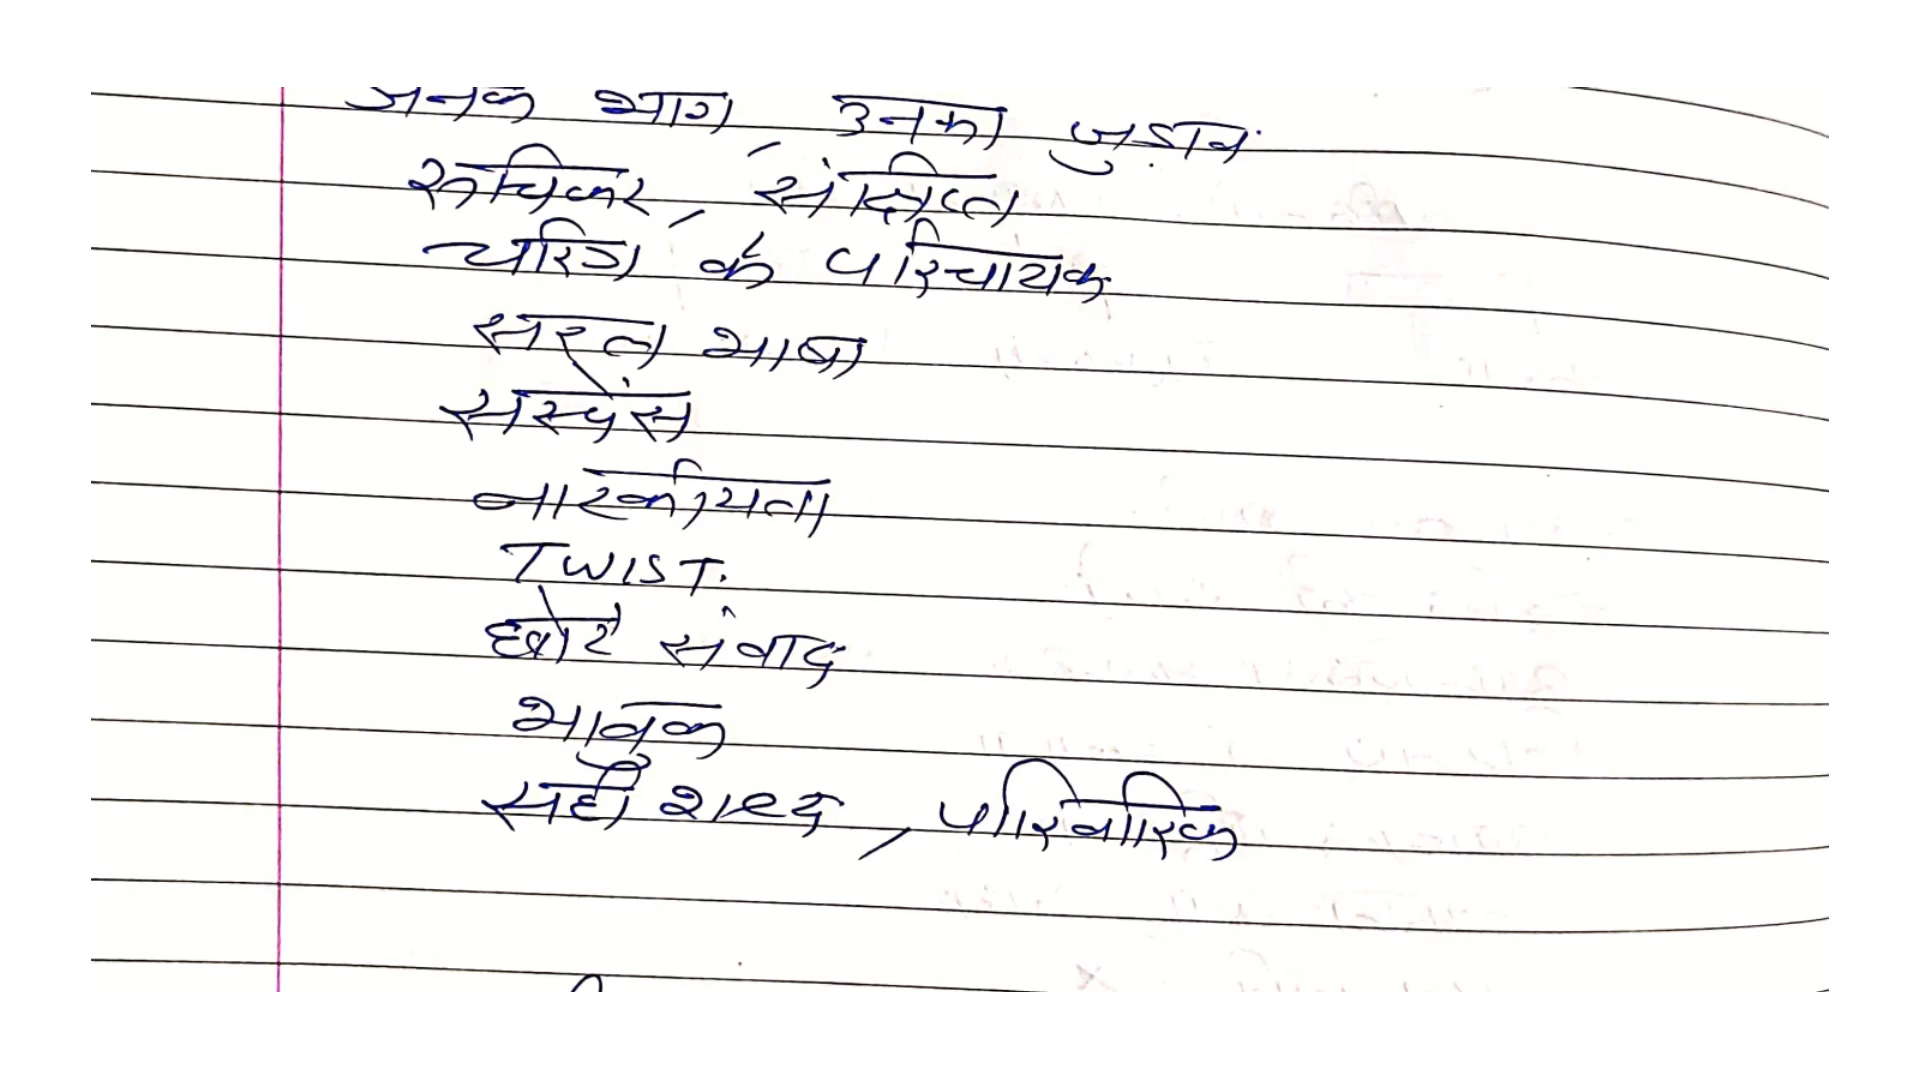 अनेक भाग, उनका जुडाव
रूचिकर, संक्षिप्त
चरित्र के परिचायक
सरल भाषा
सस्पेंस
नाटकीयता
TWIST.
छोटे संवाद
भावुक
सही शब्द, पारिवारिक